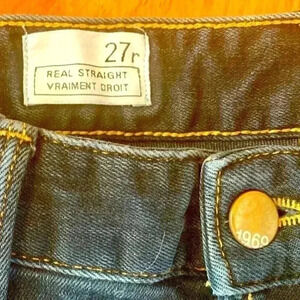 27r
REAL STRAIGHT
VRAIMENT DROIT
1969